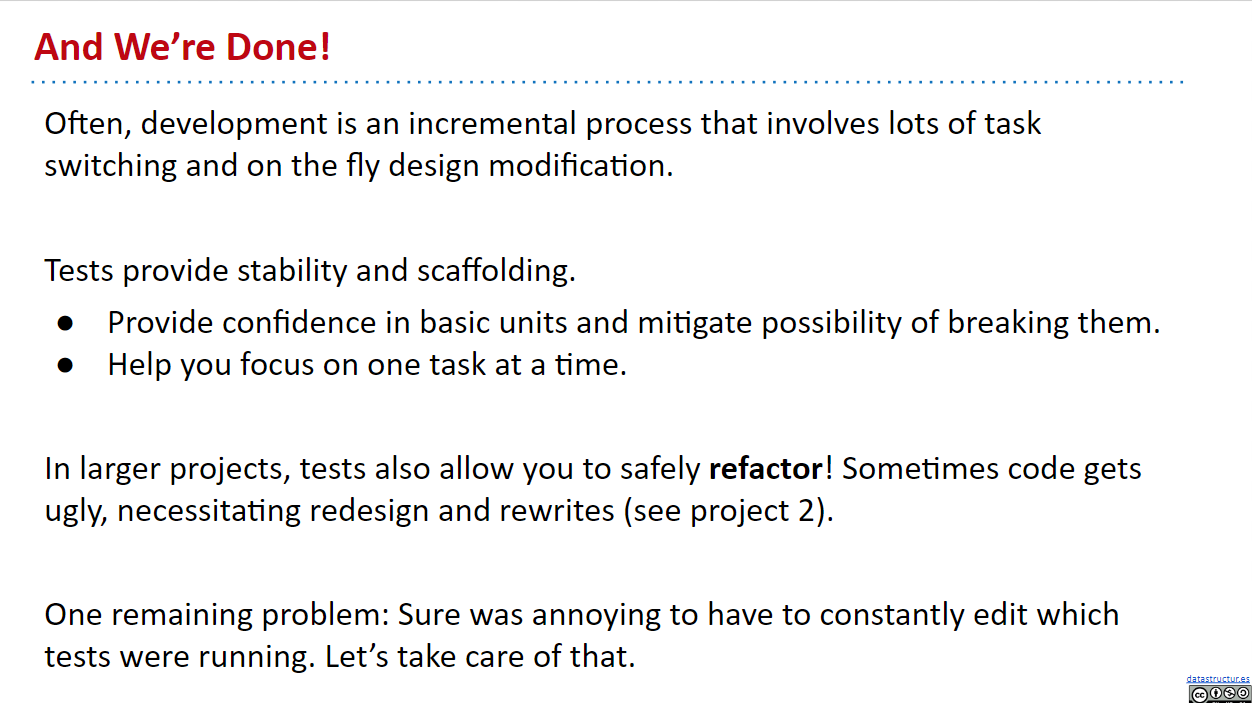 And We're Done!
Often, development is an incremental process that involves lots of task
switching and on the fly design modification.
Tests provide stability and scaffolding.
● Provide confidence in basic units and mitigate possibility of breaking them.
● Help you focus on one task at a time.
In larger projects, tests also allow you to safely refactor! Sometimes code gets
ugly, necessitating redesign and rewrites (see project 2).
One remaining problem: Sure was annoying to have to constantly edit which
tests were running. Let's take care of that.
datastructur.es
cc